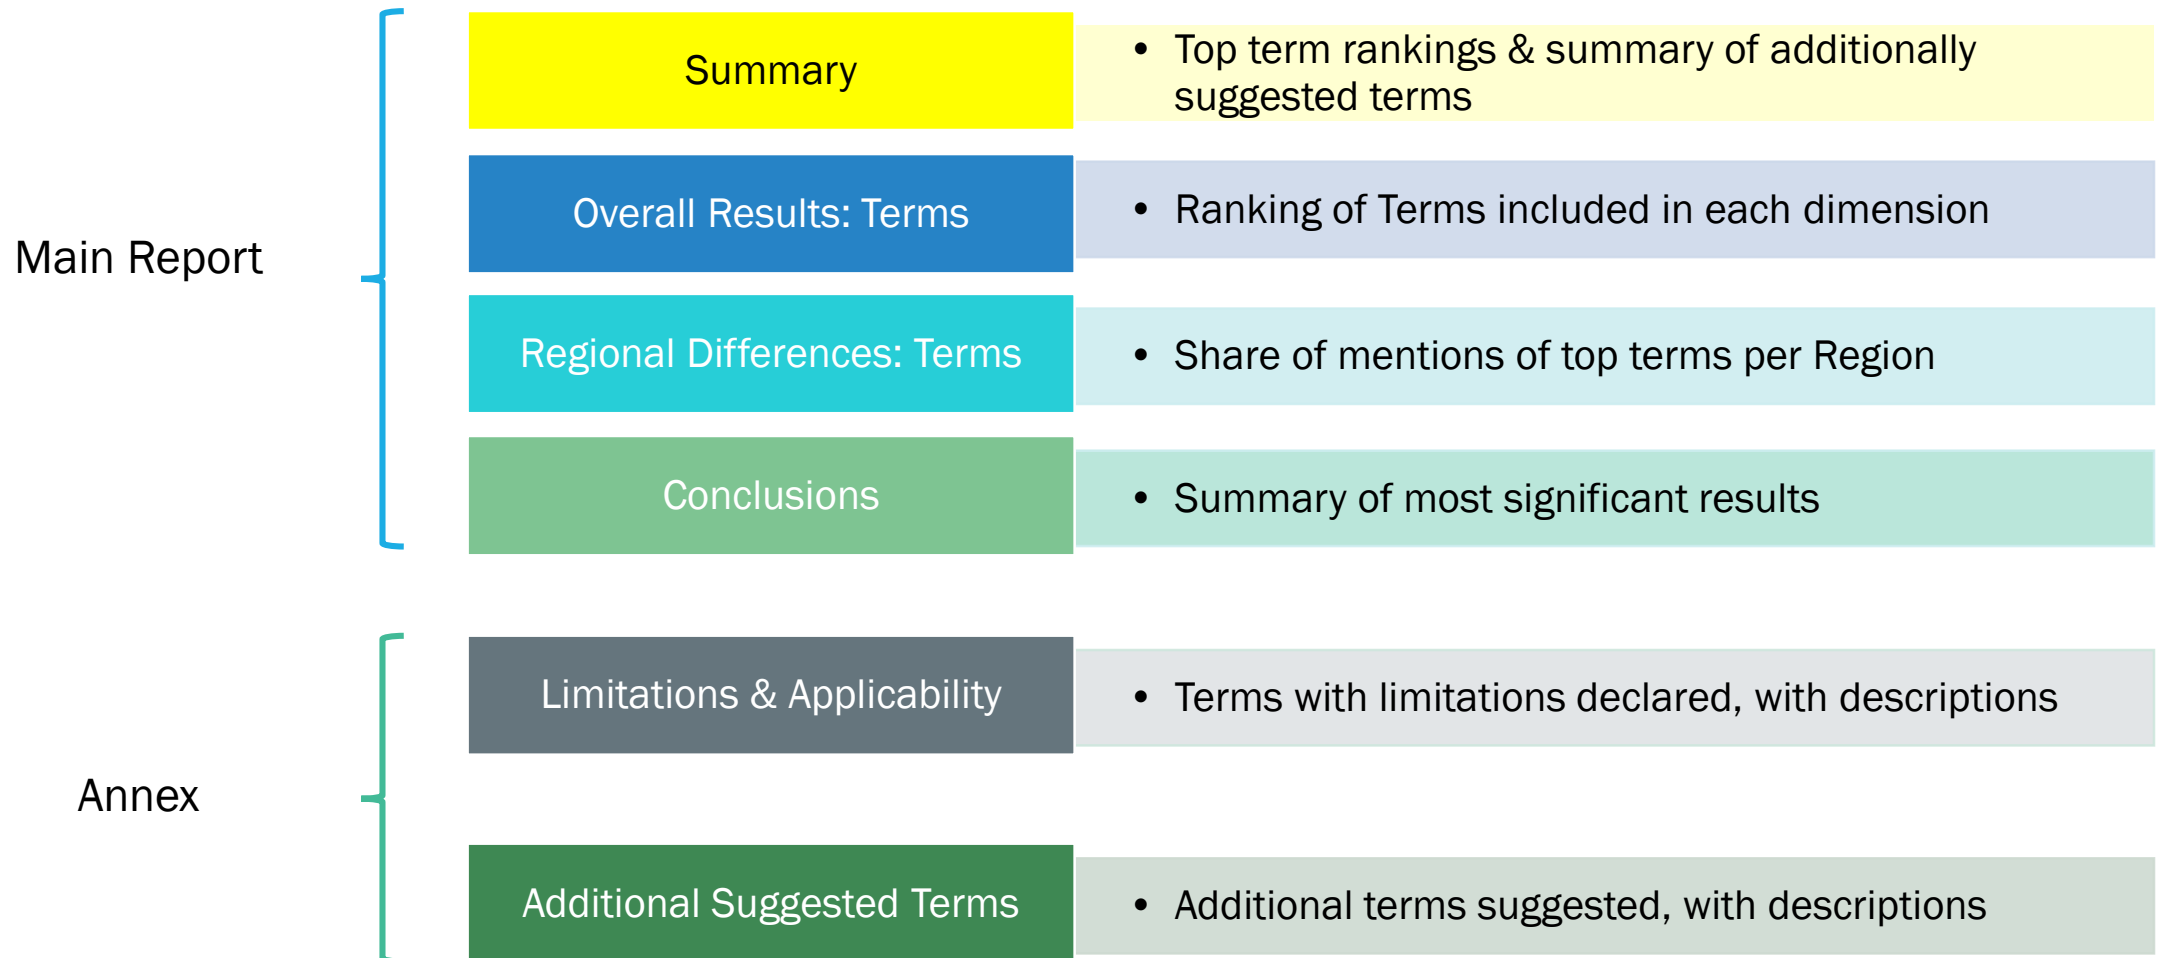 Main Report
Summary
• Top term rankings & summary of additionally
suggested terms
Overall Results: Terms
• Ranking of Terms included in each dimension
Regional Differences: Terms
• Share of mentions of top terms per Region
Conclusions
• Summary of most significant results
Annex
Limitations & Applicability
• Terms with limitations declared, with descriptions
Additional Suggested Terms
• Additional terms suggested, with descriptions